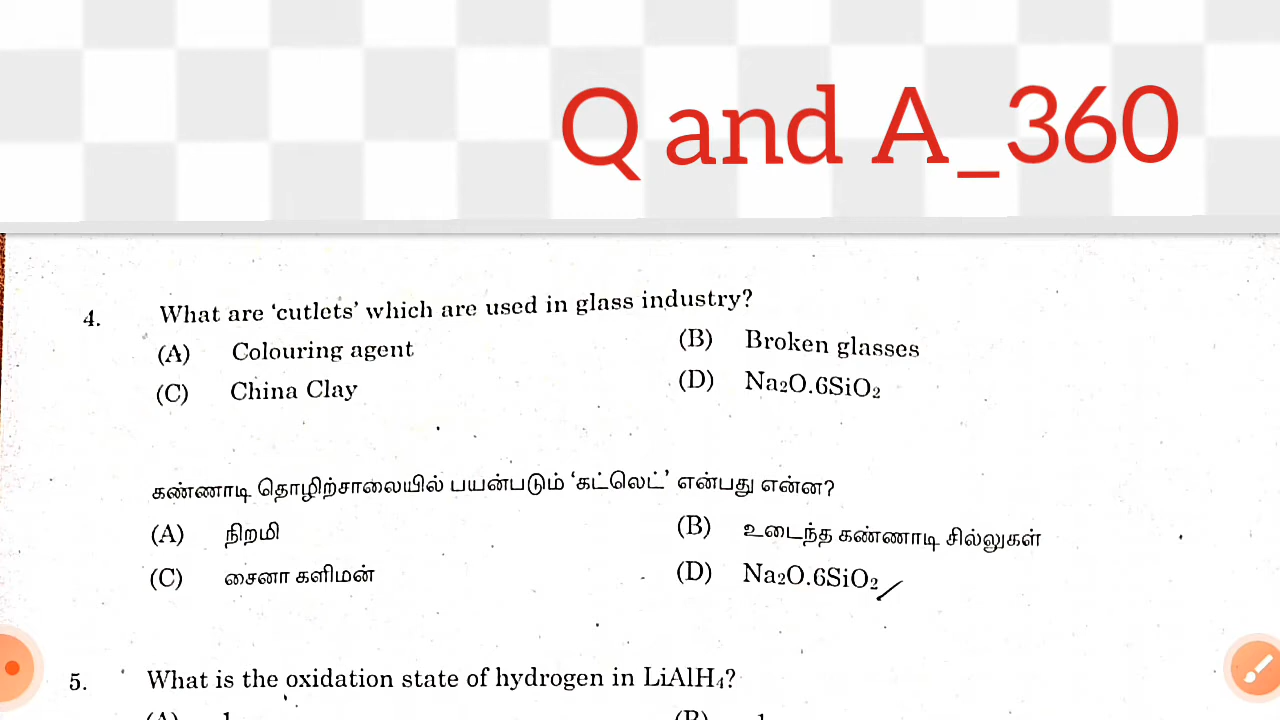 Q and A_360
4. What are ‘cutlets’ which are used in glass industry?
(A) Colouring agent (B) Broken glasses
(C) China Clay (D) Na₂O.6SiO₂
கண்ணாடி தொழிற்சாலையில் பயன்படும் ‘கட்லெட்’ என்பது என்ன?
(A) நிறமி (B) உடைந்த கண்ணாடி சில்லுகள்
(C) சைனா களிமன் (D) Na₂O.6SiO₂
5. What is the oxidation state of hydrogen in LiAlH₄?
(A) (B)